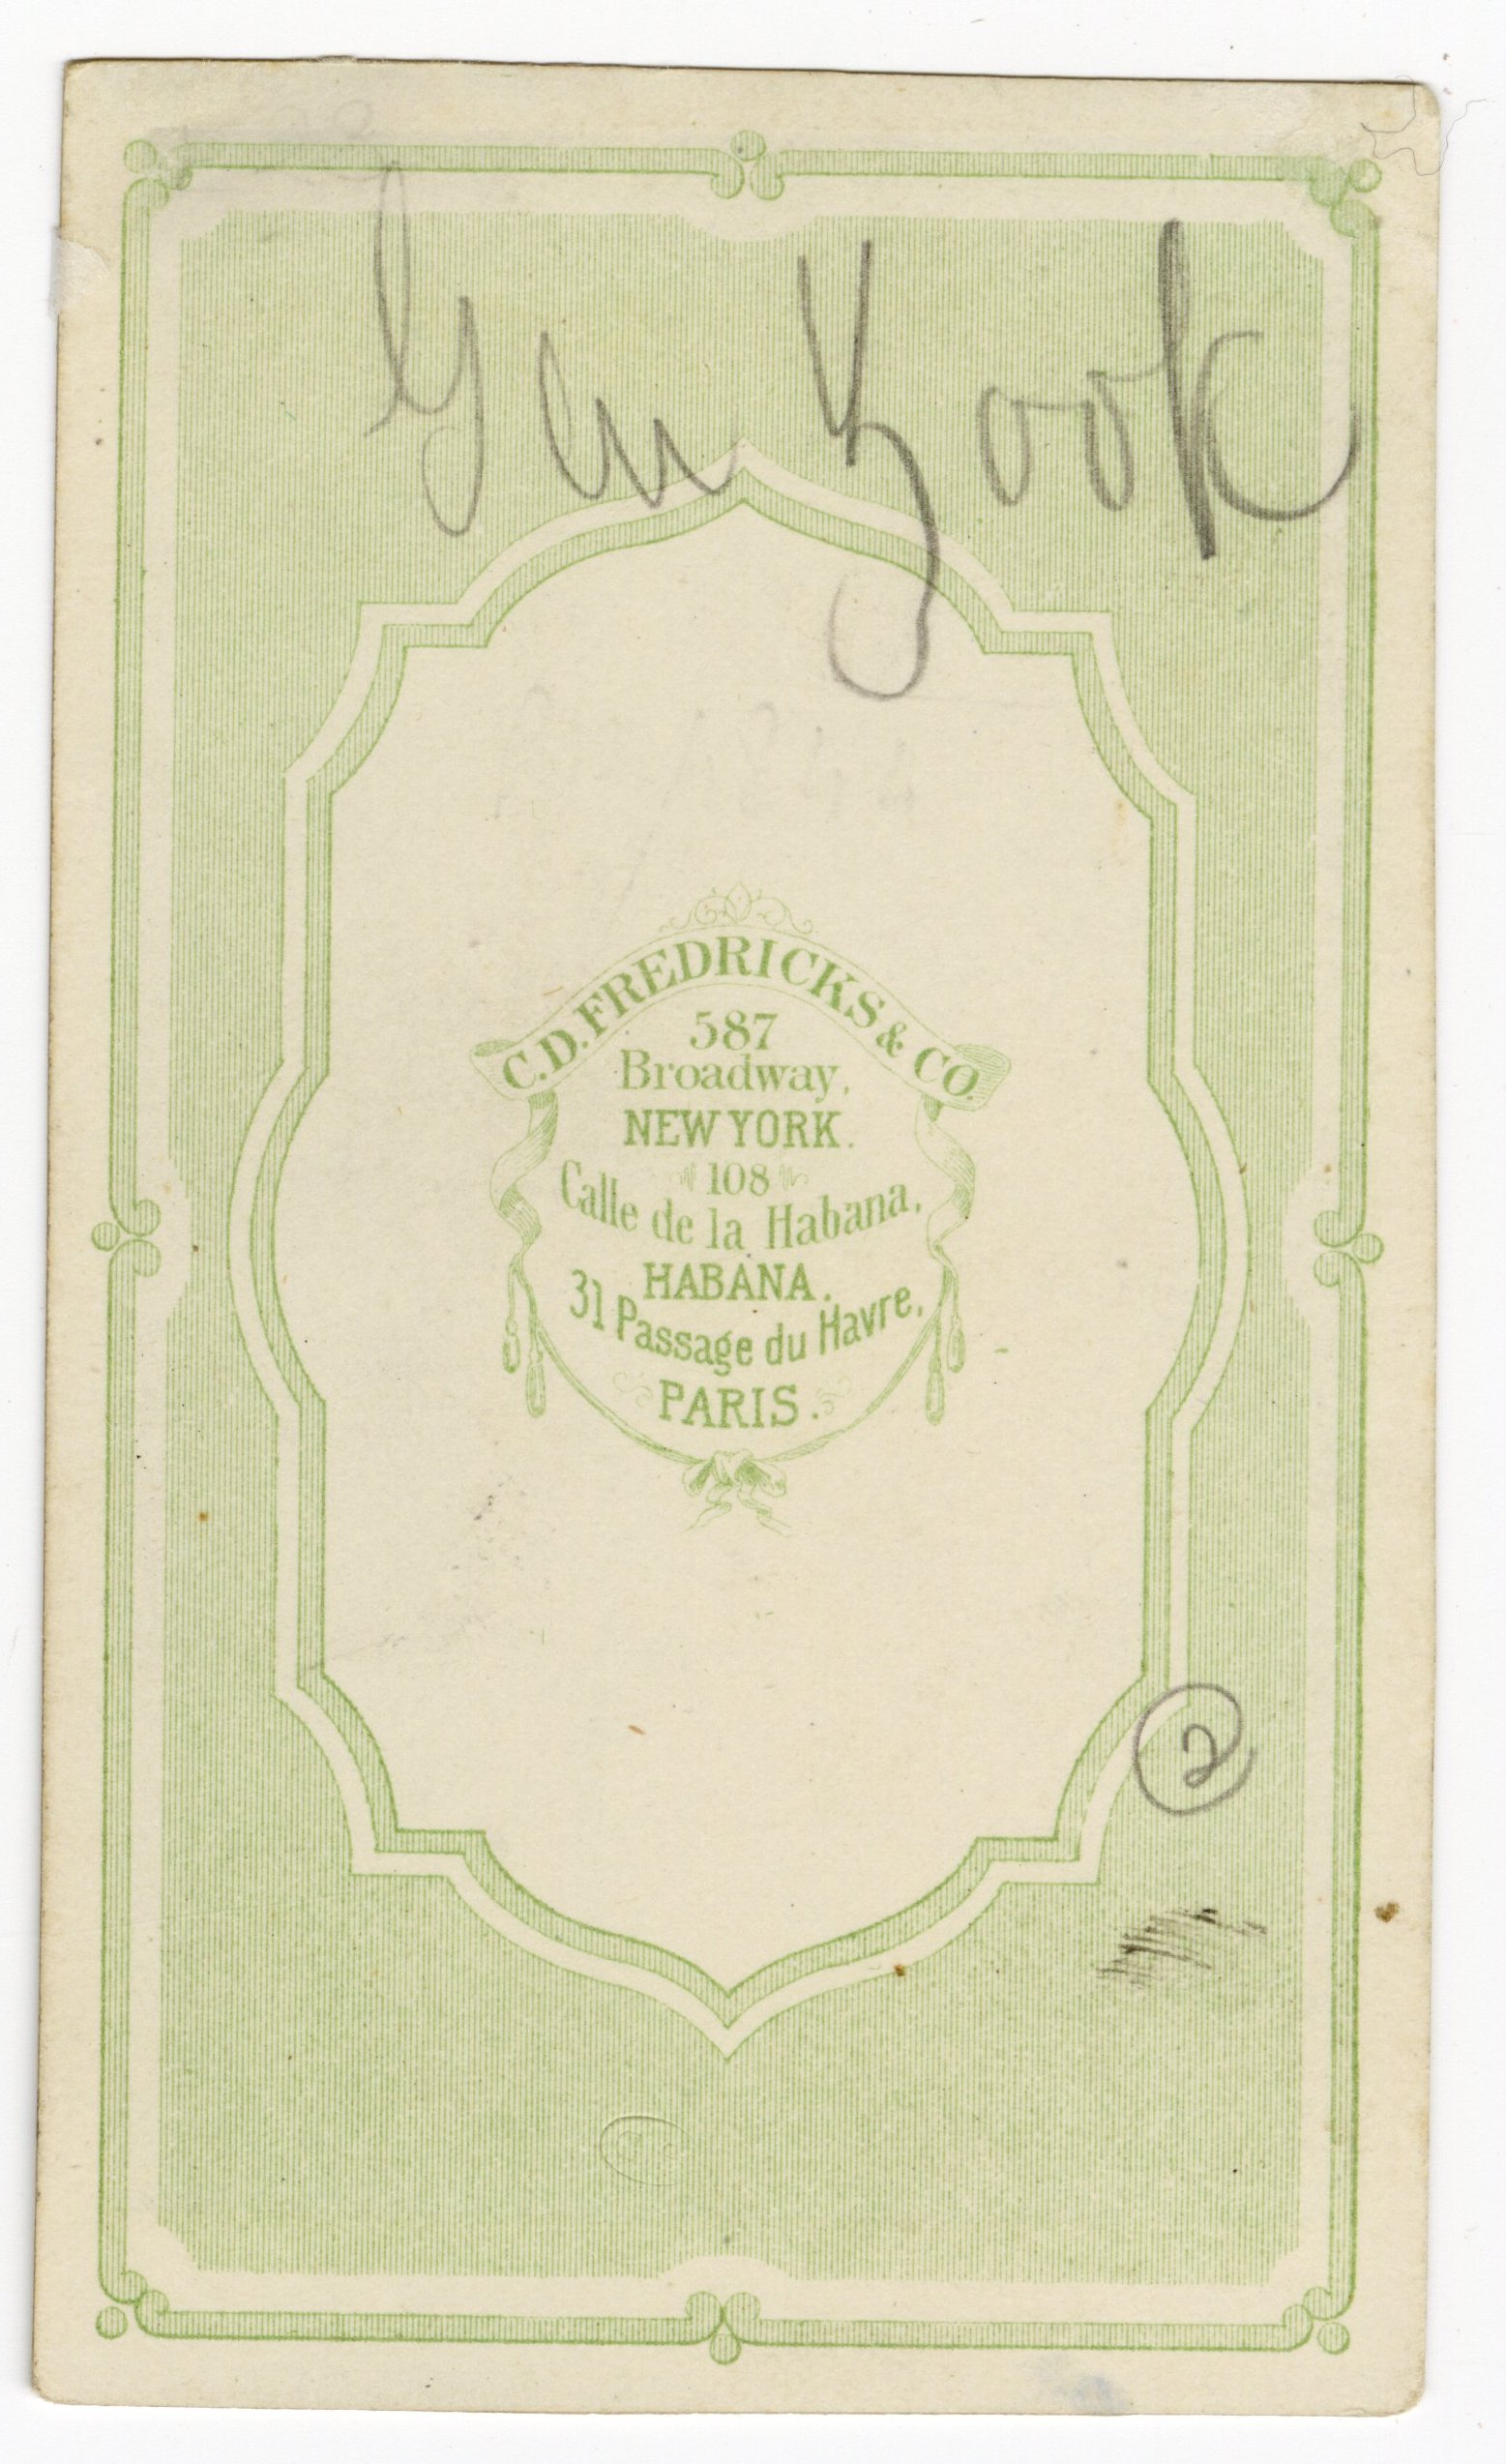 Gen Zook
C.D. FREDRICKS & CO.
587
Broadway.
NEW YORK.
108
Calle de la Habana,
HABANA.
31 Passage du Havre,
PARIS.
2